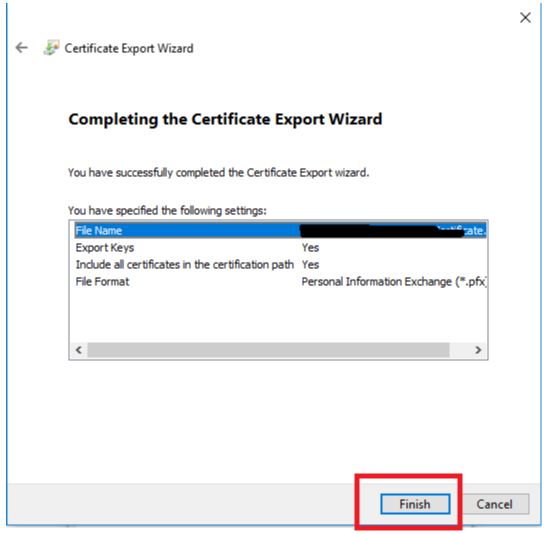 Certificate Export Wizard
Completing the Certificate Export Wizard
You have successfully completed the Certificate Export wizard.
You have specified the following settings:
File Name
Export Keys Yes
Include all certificates in the certification path Yes
File Format Personal Information Exchange (*.pfx)
Finish Cancel